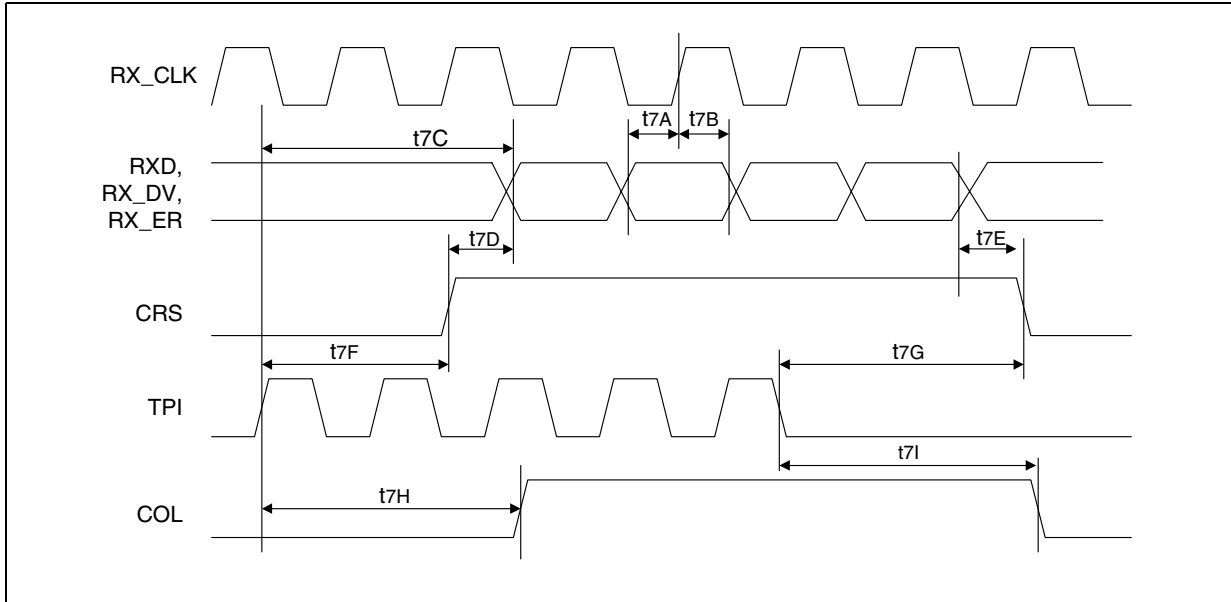 RX_CLK
t7A
t7B
t7C
RXD,
RX_DV,
RX_ER
t7D
t7E
CRS
t7F
t7G
TPI
t7I
t7H
COL